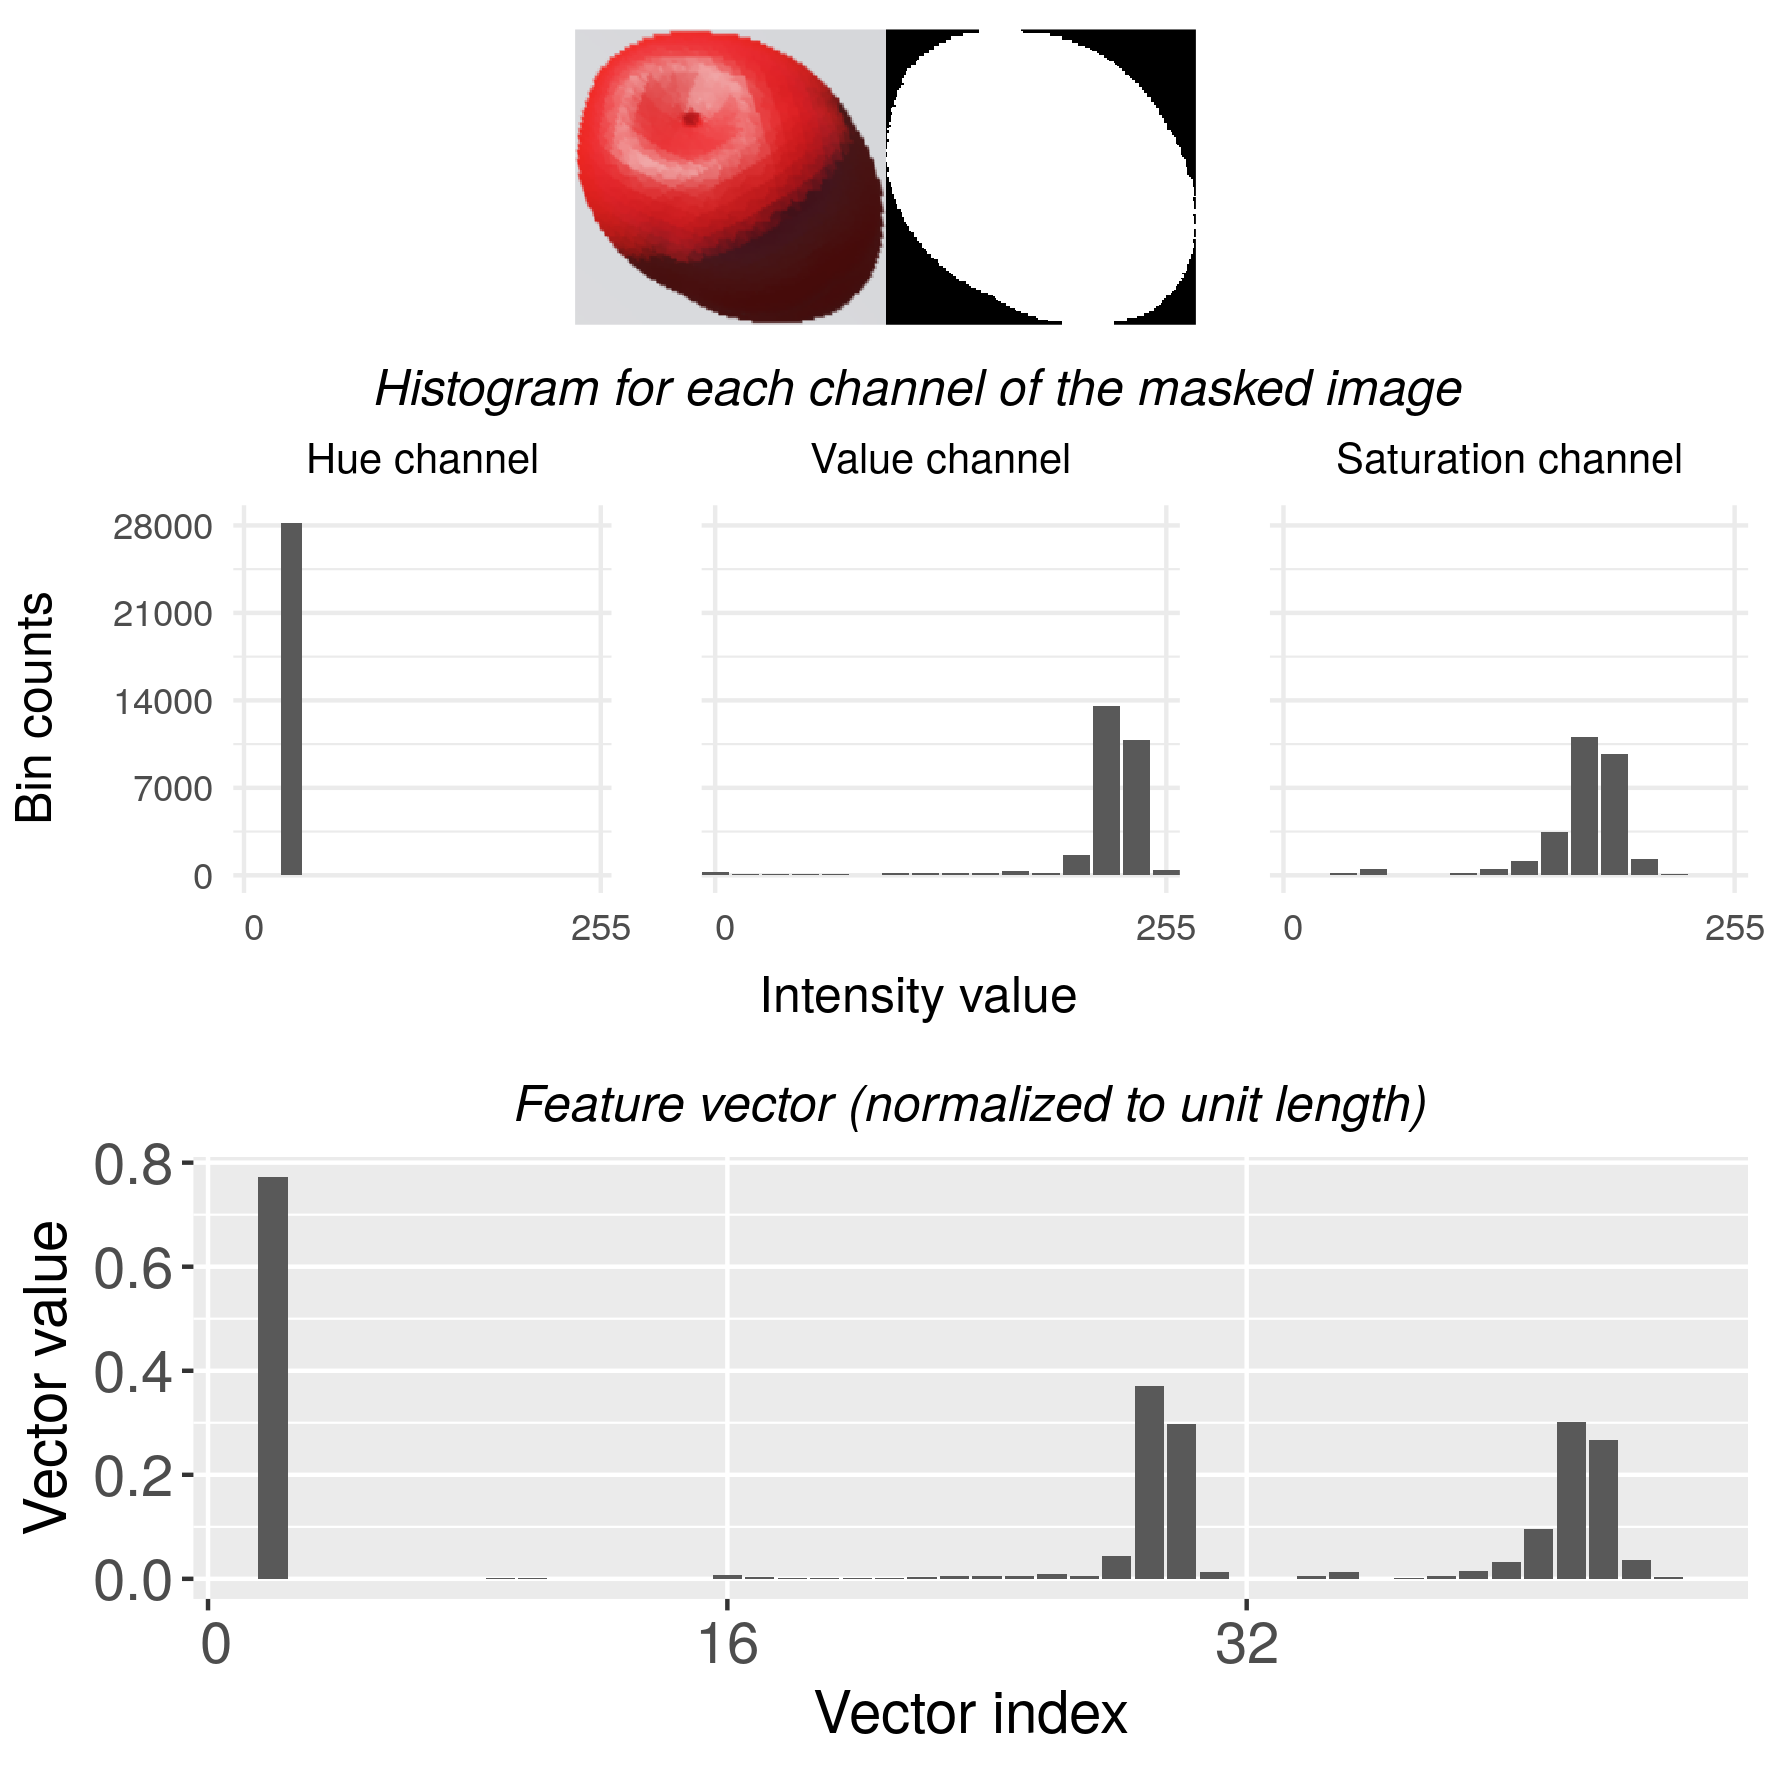 Histogram for each channel of the masked image
Hue channel
Value channel
Saturation channel
Bin counts
28000
21000
14000
7000
0
0 255
0 255
0 255
Intensity value
Feature vector (normalized to unit length)
Vector value
0.8
0.6
0.4
0.2
0.0
0 16 32
Vector index